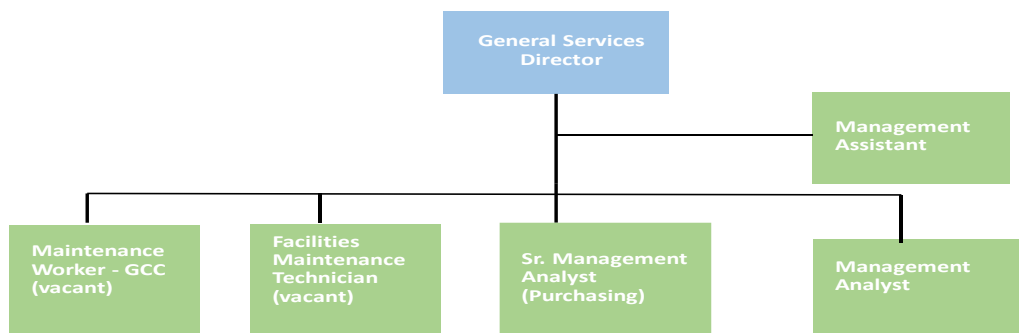 General Services
Director
Management
Assistant
Maintenance
Worker - GCC
(vacant)
Facilities
Maintenance
Technician
(vacant)
Sr. Management
Analyst
(Purchasing)
Management
Analyst